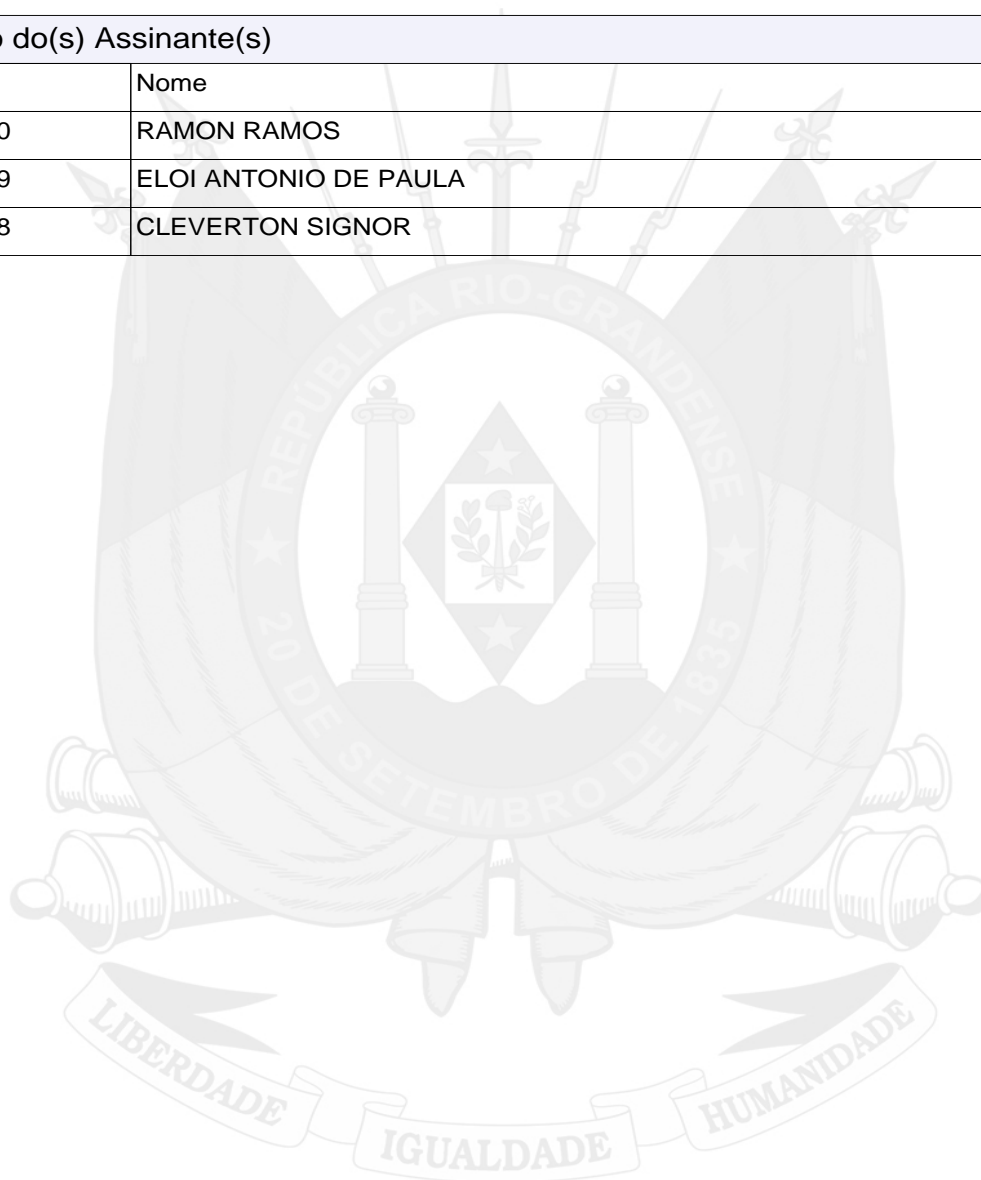 o do(s) Assinante(s)
Nome
0 RAMON RAMOS
9 ELOI ANTONIO DE PAULA
8 CLEVERTON SIGNOR
REPÚBLICA RIO-GRANDENSE
20 DE SETEMBRO DE 1835
LIBERDADE IGUALDADE HUMANIDADE